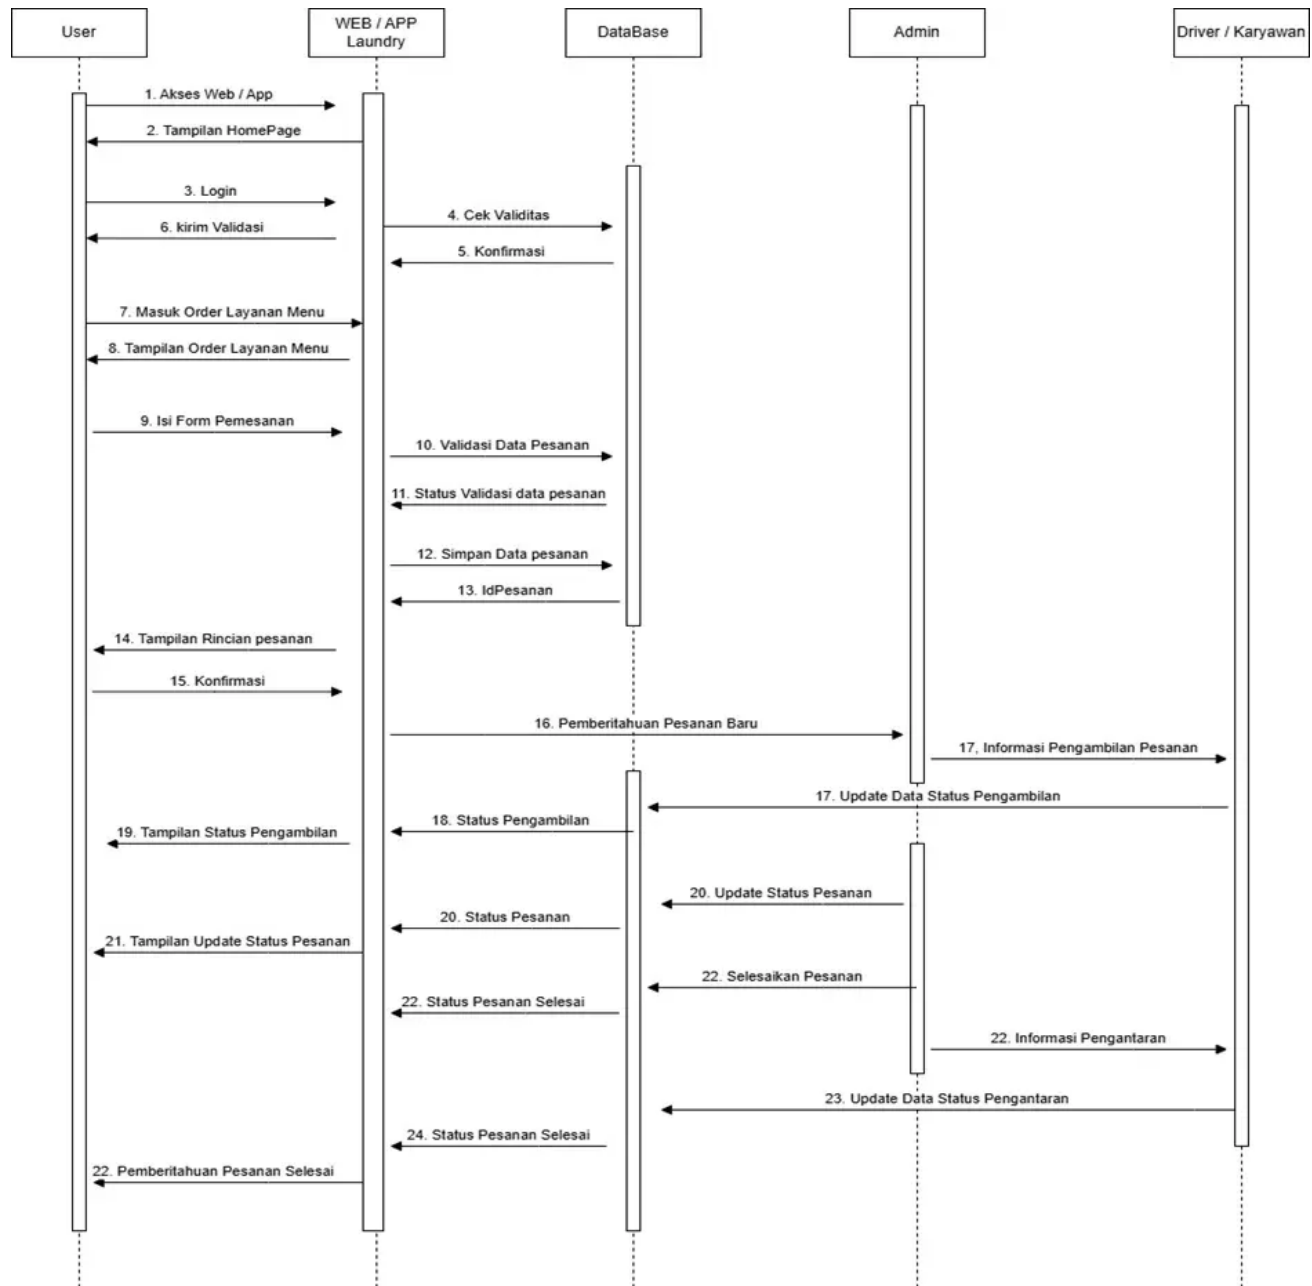 User
WEB / APP
Laundry
DataBase
Admin
Driver / Karyawan
1. Akses Web / App
2. Tampilan HomePage
3. Login
4. Cek Validitas
6. kirim Validasi
5. Konfirmasi
7. Masuk Order Layanan Menu
8. Tampilan Order Layanan Menu
9. Isi Form Pemesanan
10. Validasi Data Pesanan
11. Status Validasi data pesanan
12. Simpan Data pesanan
13. IdPesanan
14. Tampilan Rincian pesanan
15. Konfirmasi
16. Pemberitahuan Pesanan Baru
17, Informasi Pengambilan Pesanan
17. Update Data Status Pengambilan
18. Status Pengambilan
19. Tampilan Status Pengambilan
20. Update Status Pesanan
20. Status Pesanan
21. Tampilan Update Status Pesanan
22. Selesaikan Pesanan
22. Status Pesanan Selesai
22. Informasi Pengantaran
23. Update Data Status Pengantaran
24. Status Pesanan Selesai
22. Pemberitahuan Pesanan Selesai